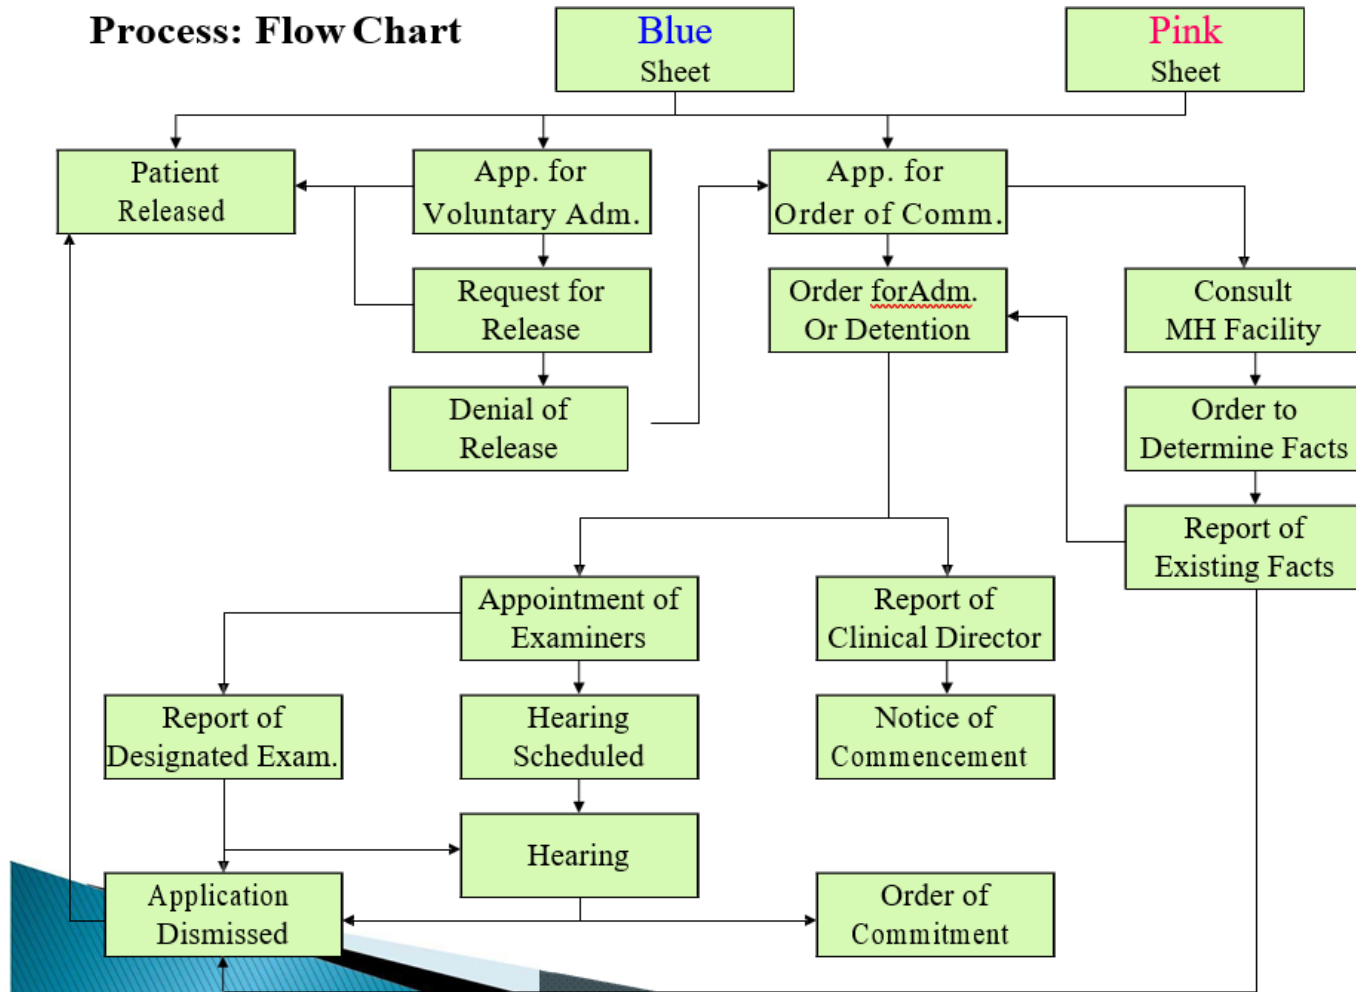 Process: Flow Chart
Blue
Sheet
Pink
Sheet
Patient
Released
App. for
Voluntary Adm.
App. for
Order of Comm.
Request for
Release
Order forAdm.
Or Detention
Consult
MH Facility
Denial of
Release
Order to
Determine Facts
Report of
Existing Facts
Appointment of
Examiners
Report of
Clinical Director
Report of
Designated Exam.
Hearing
Scheduled
Notice of
Commencement
Hearing
Application
Dismissed
Order of
Commitment